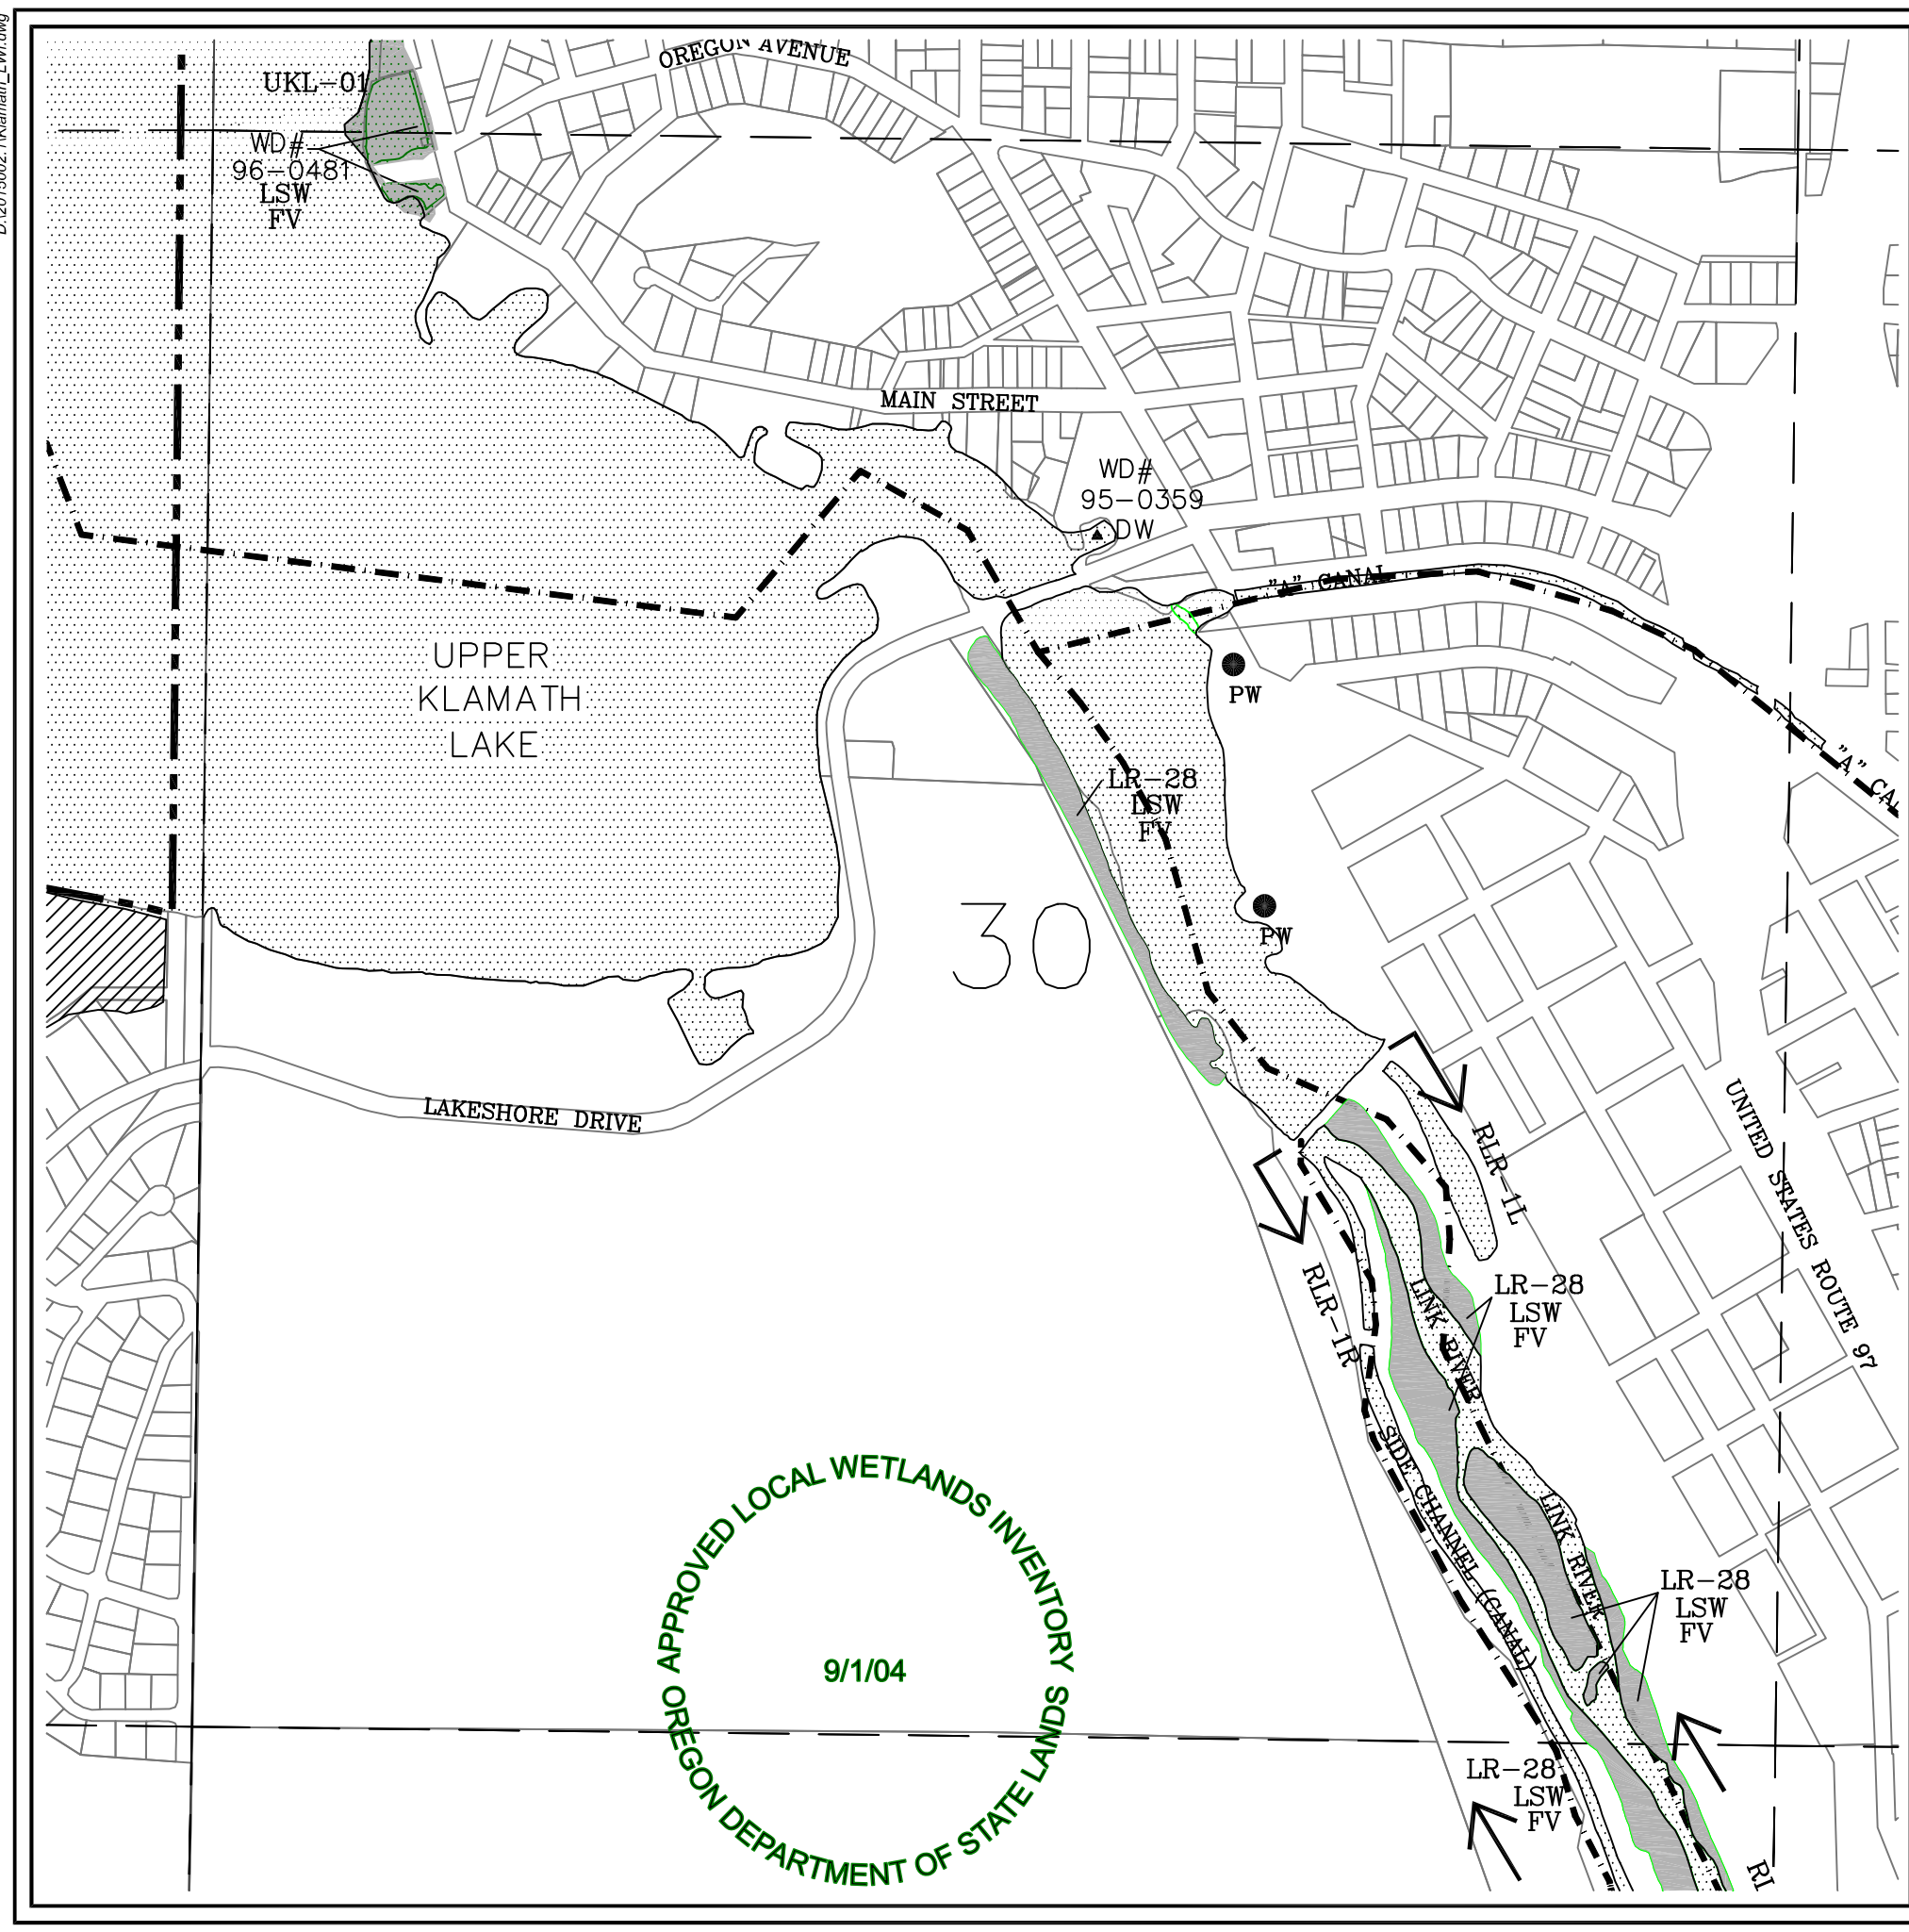 OREGON AVENUE
UKL-01
WD#
96-0481
LSW
FV
MAIN STREET
WD#
95-0359
DW
"A" CANAL
UPPER
KLAMATH
LAKE
PW
"A" CA
LR-28
LSW
FV
30
PW
LAKESHORE DRIVE
RLR-1L
UNITED STATES ROUTE 97
RLR-1R
LINK RIVER
LR-28
LSW
FV
SIDE CHANNEL (CANAL)
LINK RIVER
LR-28
LSW
FV
APPROVED LOCAL WETLANDS INVENTORY
9/1/04
OREGON DEPARTMENT OF STATE LANDS
LR-28
LSW
FV
RI